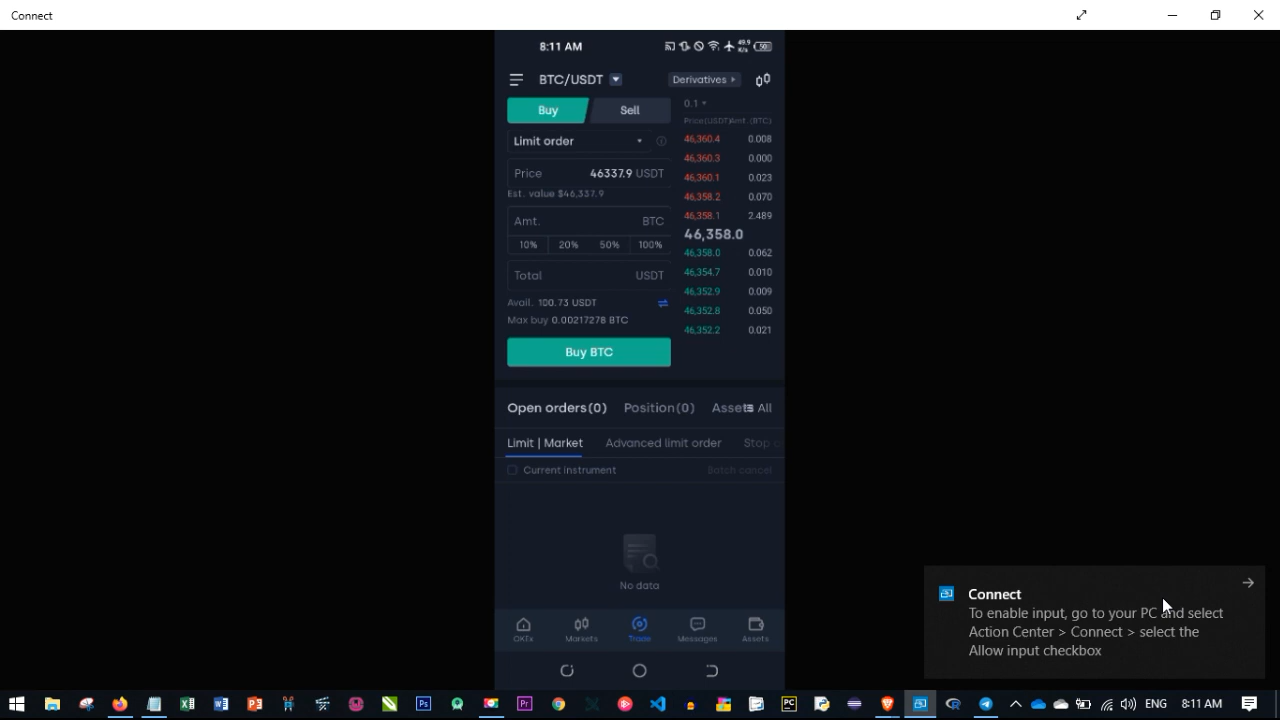 Connect
8:11 AM
49.9
K/s
50
BTC/USDT
Derivatives
Buy
Sell
0.1
Price(USDT)
Amt.(BTC)
Limit order
46,360.4 0.008
46,360.3 0.000
Price 46337.9 USDT
46,360.1 0.023
Est. value $46,337.9
46,358.2 0.070
46,358.1 2.489
Amt. BTC
46,358.0
10% 20% 50% 100%
46,358.0 0.062
Total USDT
46,354.7 0.010
46,352.9 0.009
Avail. 100.73 USDT
46,352.8 0.050
Max buy 0.00217278 BTC
46,352.2 0.021
Buy BTC
Open orders(0) Position(0) Assets All
Limit | Market Advanced limit order Stop
Current instrument Batch cancel
No data
OKTs Markets Trade Messages Assets
Connect
To enable input, go to your PC and select
Action Center > Connect > select the
Allow input checkbox
ENG 8:11 AM